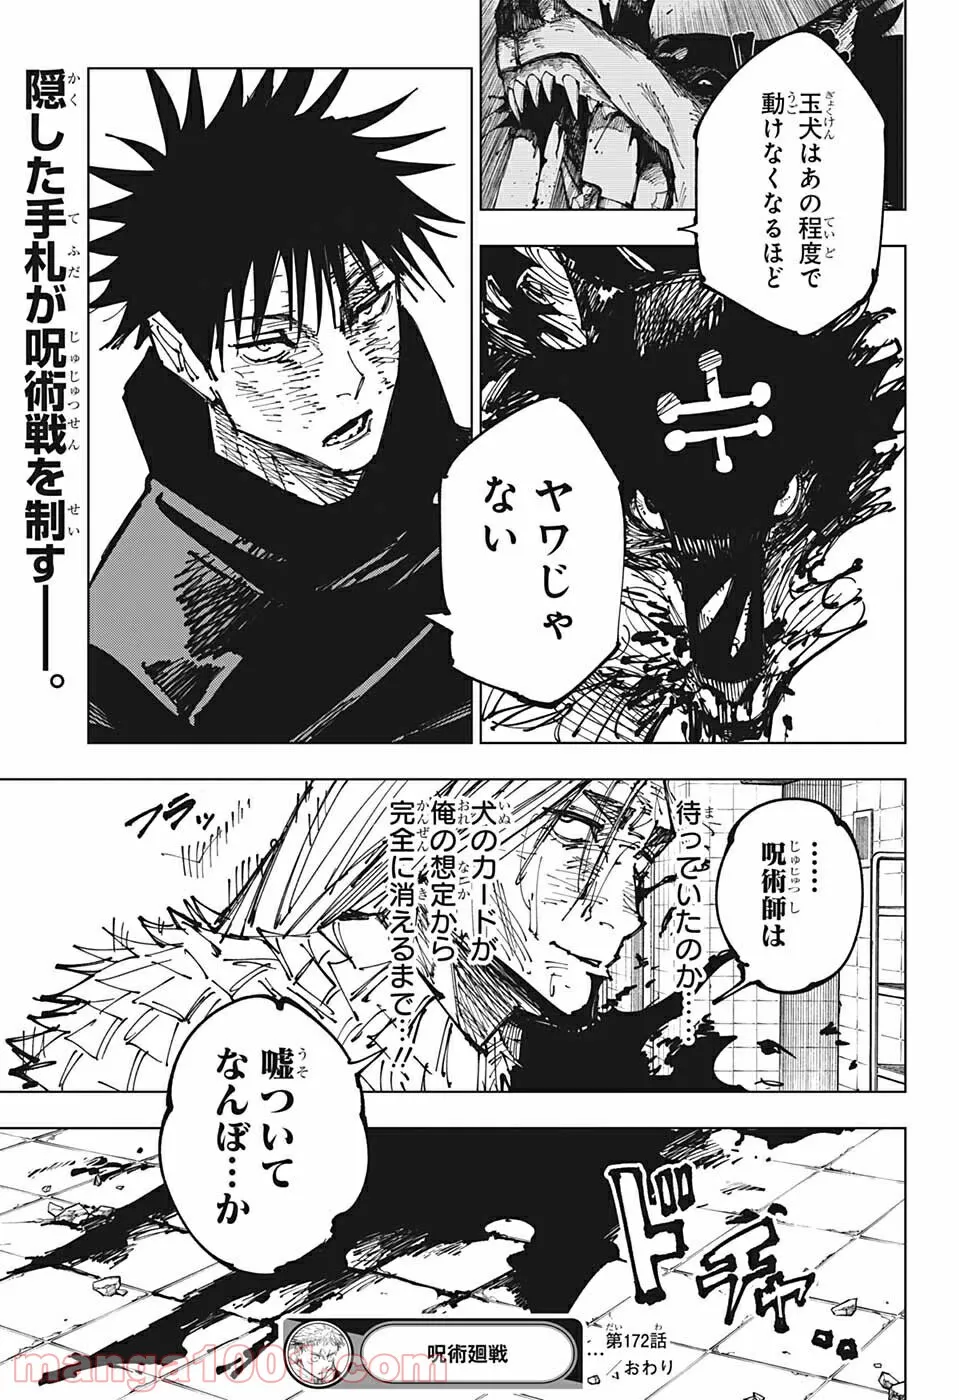 玉犬はあの程度で
動けなくなるほど
ヤワじゃ
ない
隠した手札が呪術戦を制す――。
……
呪術師は
待っていたのか……
犬のカードが
俺の想定から
完全に消えるまで…!!
フラッ
嘘ついて
なんぼ…か
ドシャ
呪術廻戦
第172話
…おわり
manga1001.com